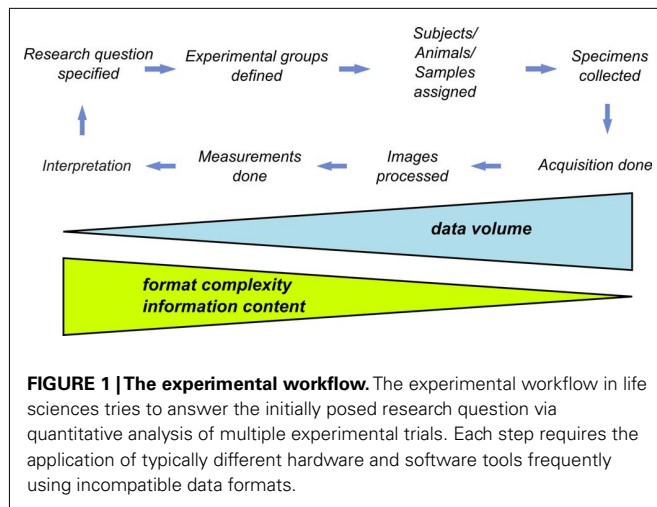 Research question
specified
Experimental groups
defined
Subjects/
Animals/
Samples
assigned
Specimens
collected
Interpretation
Measurements
done
Images
processed
Acquisition done
data volume
format complexity
information content
FIGURE 1 | The experimental workflow. The experimental workflow in life
sciences tries to answer the initially posed research question via
quantitative analysis of multiple experimental trials. Each step requires the
application of typically different hardware and software tools frequently
using incompatible data formats.